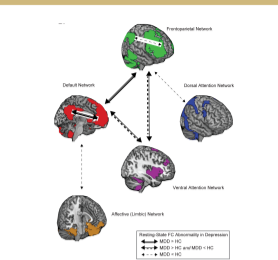 Frontoparietal Network
Default Network
Dorsal Attention Network
Ventral Attention Network
Affective (Limbic) Network
Resting-State FC Abnormality in Depression
MDD > HC
MDD > HC and MDD < HC
MDD < HC